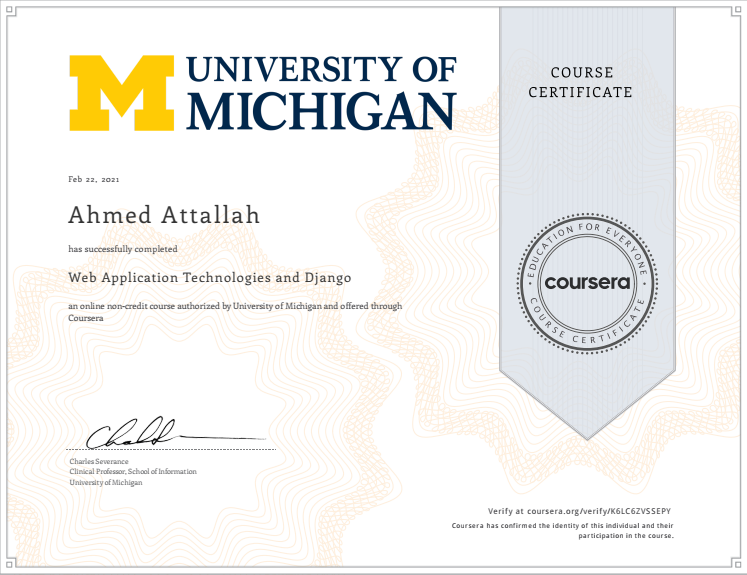 UNIVERSITY OF
MICHIGAN
COURSE
CERTIFICATE
Feb 22, 2021
Ahmed Attallah
has successfully completed
Web Application Technologies and Django
an online non-credit course authorized by University of Michigan and offered through
Coursera
EDUCATION FOR EVERYONE
coursera
COURSE CERTIFICATE
Charles Severance
Clinical Professor, School of Information
University of Michigan
Verify at coursera.org/verify/K6LC6ZVSSEPY
Coursera has confirmed the identity of this individual and their
participation in the course.